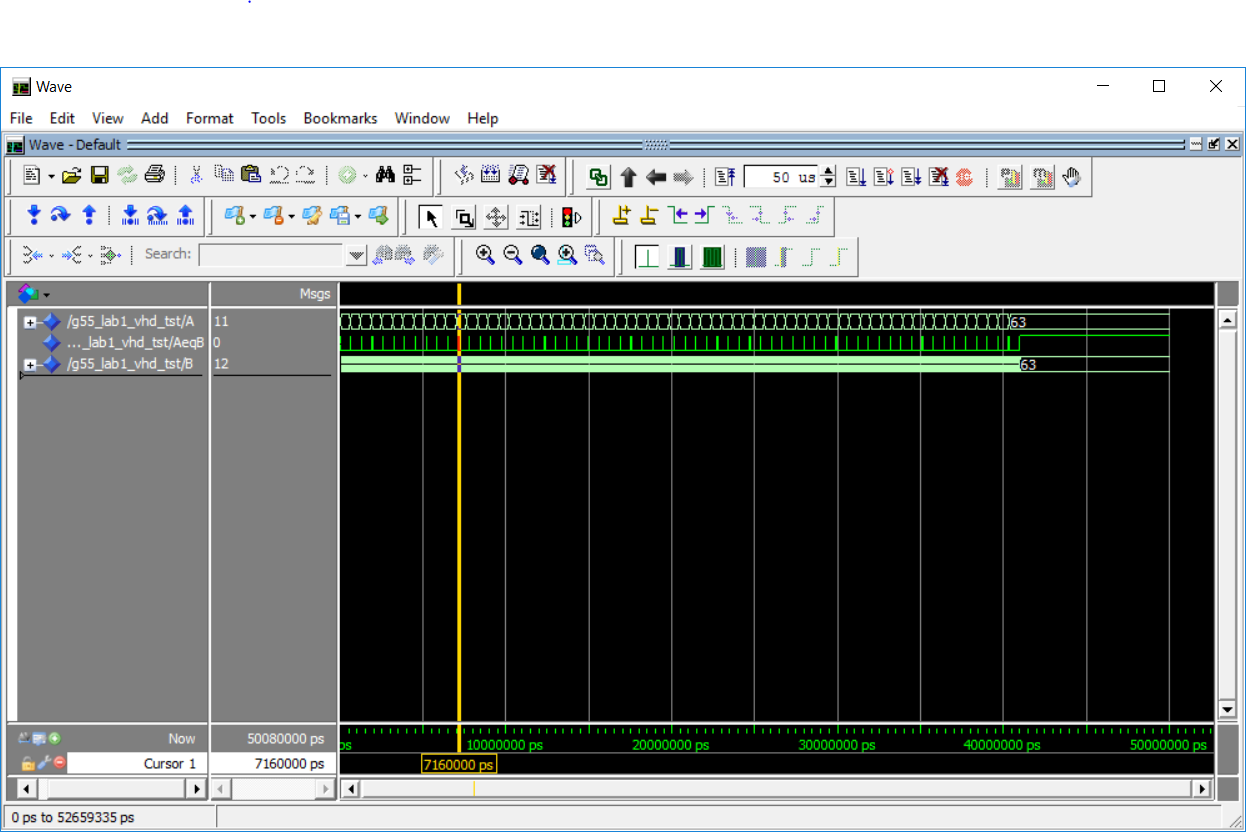 Wave
File Edit View Add Format Tools Bookmarks Window Help
Wave - Default
50 us
Search:
Msgs
/g55_lab1_vhd_tst/A 11 63
..._lab1_vhd_tst/AeqB 0
/g55_lab1_vhd_tst/B 12 63
Now 50080000 ps ps 10000000 ps 20000000 ps 30000000 ps 40000000 ps 50000000 ps
Cursor 1 7160000 ps 7160000 ps
0 ps to 52659335 ps